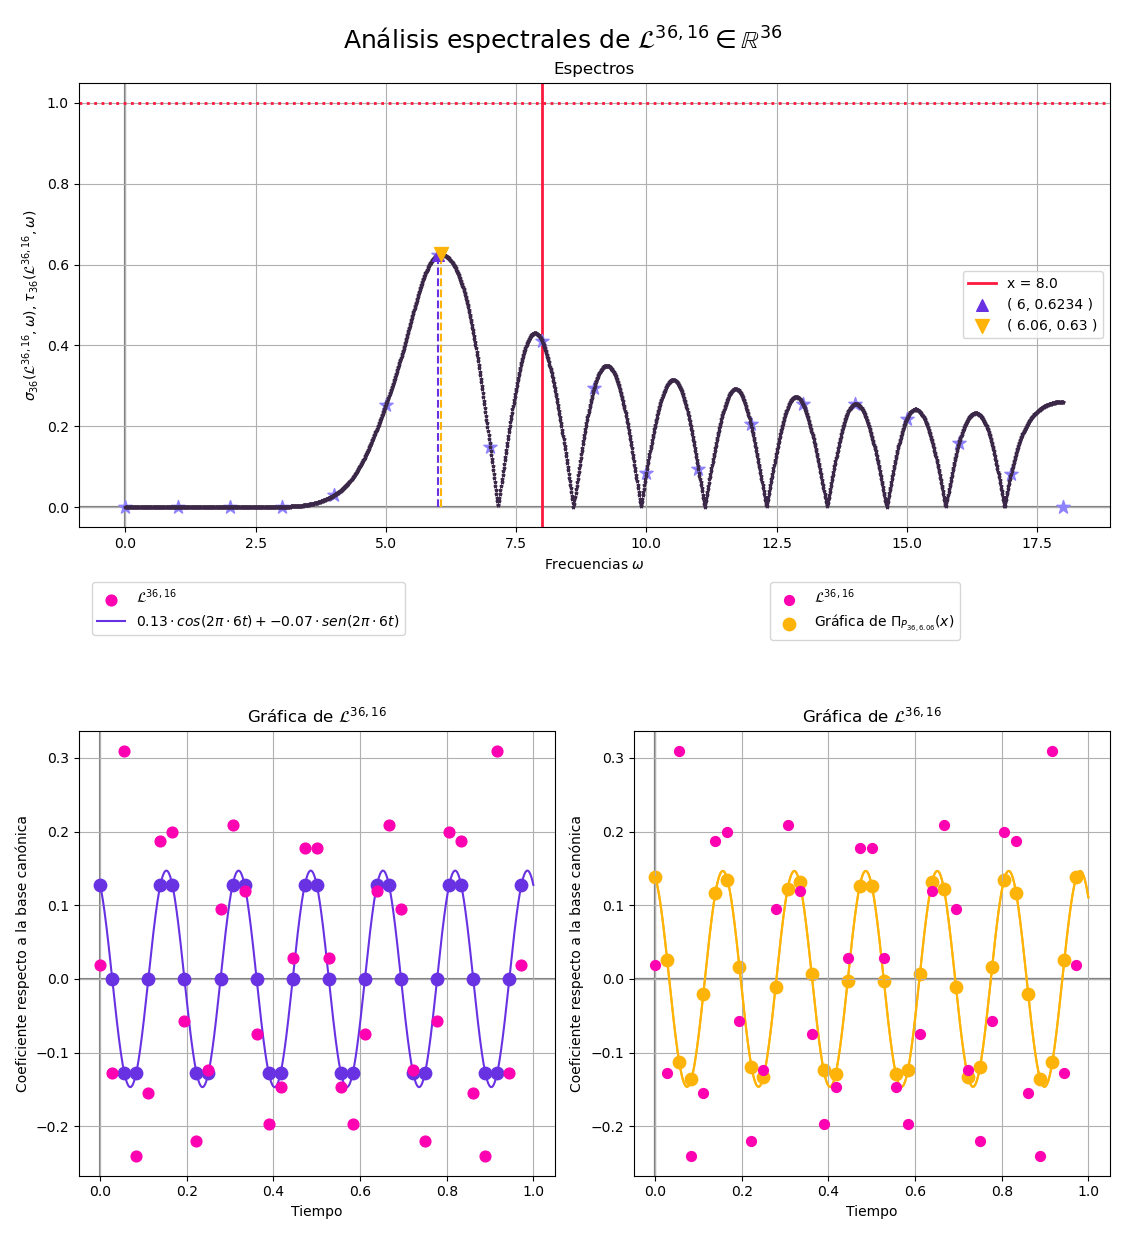 Análisis espectrales de 𝓛^{36,16} ∈ ℝ^{36}
Espectros
σ_{36}(𝓛^{36,16}, ω), τ_{36}(𝓛^{36,16}, ω)
1.0
0.8
0.6
0.4
0.2
0.0
x = 8.0
( 6, 0.6234 )
( 6.06, 0.63 )
0.0 2.5 5.0 7.5 10.0 12.5 15.0 17.5
Frecuencias ω
𝓛^{36,16}
0.13 · cos(2π · 6t) + −0.07 · sen(2π · 6t)
𝓛^{36,16}
Gráfica de Π_{P_{36,6.06}}(x)
Gráfica de 𝓛^{36,16}
Coeficiente respecto a la base canónica
0.3
0.2
0.1
0.0
−0.1
−0.2
0.0 0.2 0.4 0.6 0.8 1.0
Tiempo
Gráfica de 𝓛^{36,16}
Coeficiente respecto a la base canónica
0.3
0.2
0.1
0.0
−0.1
−0.2
0.0 0.2 0.4 0.6 0.8 1.0
Tiempo